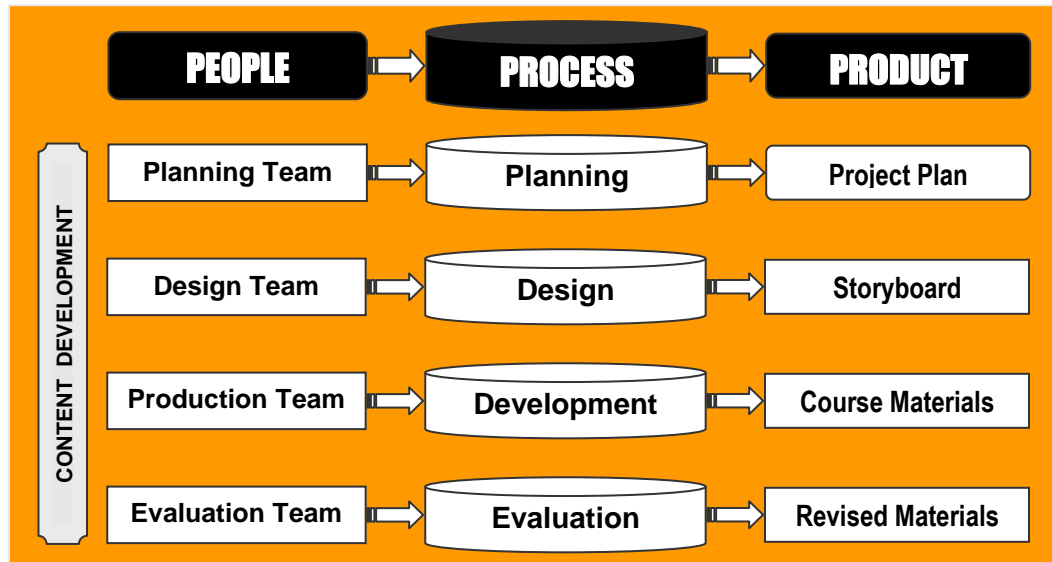 PEOPLE PROCESS PRODUCT
CONTENT DEVELOPMENT
Planning Team Planning Project Plan
Design Team Design Storyboard
Production Team Development Course Materials
Evaluation Team Evaluation Revised Materials